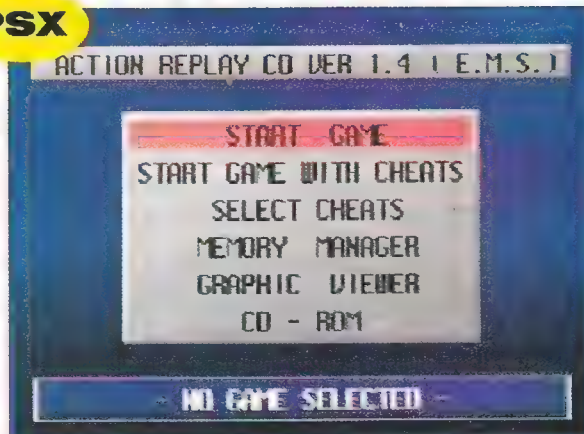 PSX
ACTION REPLAY CD VER 1.4 ( E.M.S.)
START GAME
START GAME WITH CHEATS
SELECT CHEATS
MEMORY MANAGER
GRAPHIC VIEWER
CD - ROM
- NO GAME SELECTED -